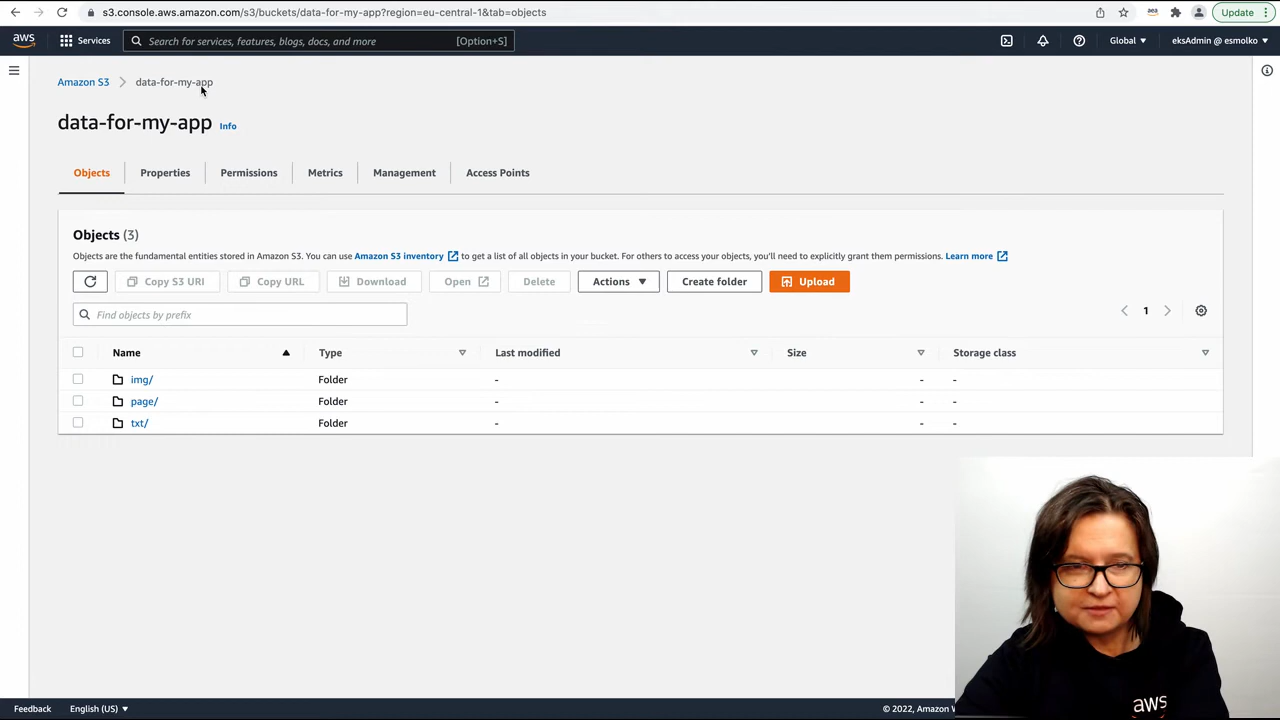 s3.console.aws.amazon.com/s3/buckets/data-for-my-app?region=eu-central-1&tab=objects
Update
aws Services Search for services, features, blogs, docs, and more [Option+S] Global eksAdmin @ esmolko
Amazon S3 data-for-my-app
data-for-my-app Info
Objects Properties Permissions Metrics Management Access Points
Objects (3)
Objects are the fundamental entities stored in Amazon S3. You can use Amazon S3 inventory to get a list of all objects in your bucket. For others to access your objects, you'll need to explicitly grant them permissions. Learn more
Copy S3 URI Copy URL Download Open Delete Actions Create folder Upload
Find objects by prefix 1
Name Type Last modified Size Storage class
img/ Folder - - -
page/ Folder - - -
txt/ Folder - - -
aws
Feedback English (US) © 2022, Amazon